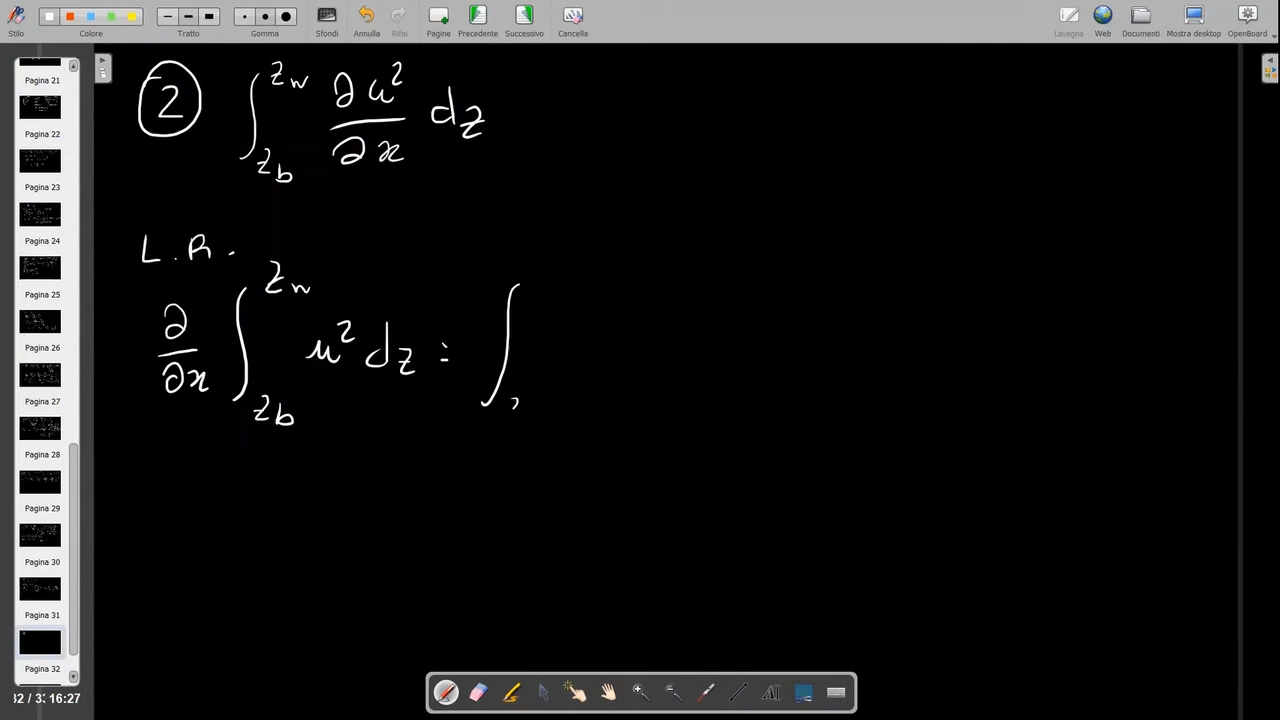 Stilo
Colore
Tratto
Gomma
Sfondi
Annulla
Rifai
Pagine
Precedente
Successivo
Cancella
Lavagna
Web
Documenti
Mostra desktop
OpenBoard
Pagina 21
Pagina 22
Pagina 23
Pagina 24
Pagina 25
Pagina 26
Pagina 27
Pagina 28
Pagina 29
Pagina 30
Pagina 31
Pagina 32
16:27
② ∫_{z_b}^{z_w} ∂u²/∂x dz
L.R.
∂/∂x ∫_{z_b}^{z_w} u² dz = ∫